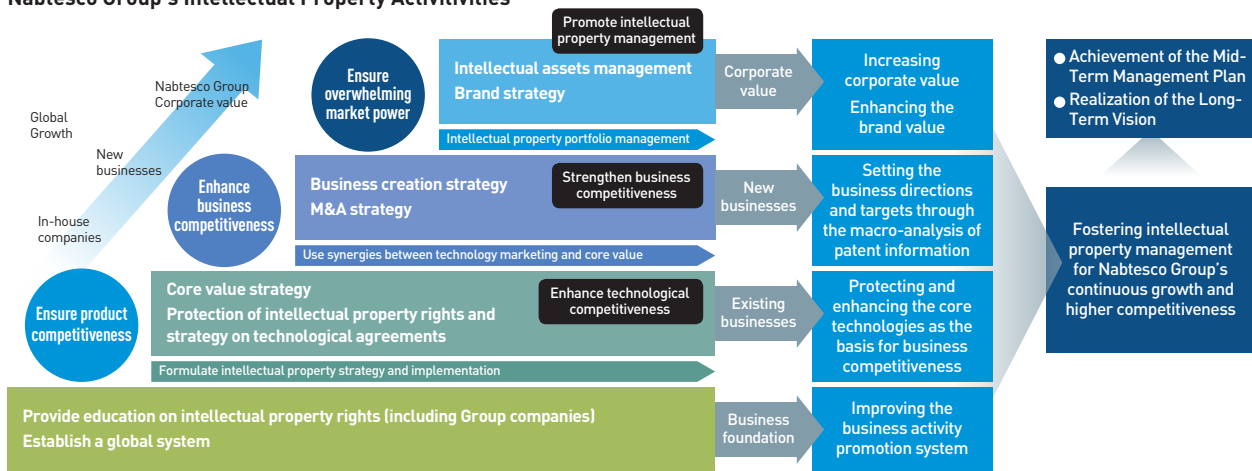 Nabtesco Group's Intellectual Property Activitivities
Global
Growth
Nabtesco Group
Corporate value
New
businesses
In-house
companies
Ensure
overwhelming
market power
Promote intellectual
property management
Intellectual assets management
Brand strategy
Intellectual property portfolio management
Corporate
value
Increasing
corporate value
Enhancing the
brand value
Enhance
business
competitiveness
Business creation strategy
M&A strategy
Strengthen business
competitiveness
Use synergies between technology marketing and core value
New
businesses
Setting the
business directions
and targets through
the macro-analysis of
patent information
Ensure product
competitiveness
Core value strategy
Protection of intellectual property rights and
strategy on technological agreements
Enhance technological
competitiveness
Formulate intellectual property strategy and implementation
Existing
businesses
Protecting and
enhancing the core
technologies as the
basis for business
competitiveness
Provide education on intellectual property rights (including Group companies)
Establish a global system
Business
foundation
Improving the
business activity
promotion system
● Achievement of the Mid-
Term Management Plan
● Realization of the Long-
Term Vision
Fostering intellectual
property management
for Nabtesco Group's
continuous growth and
higher competitiveness